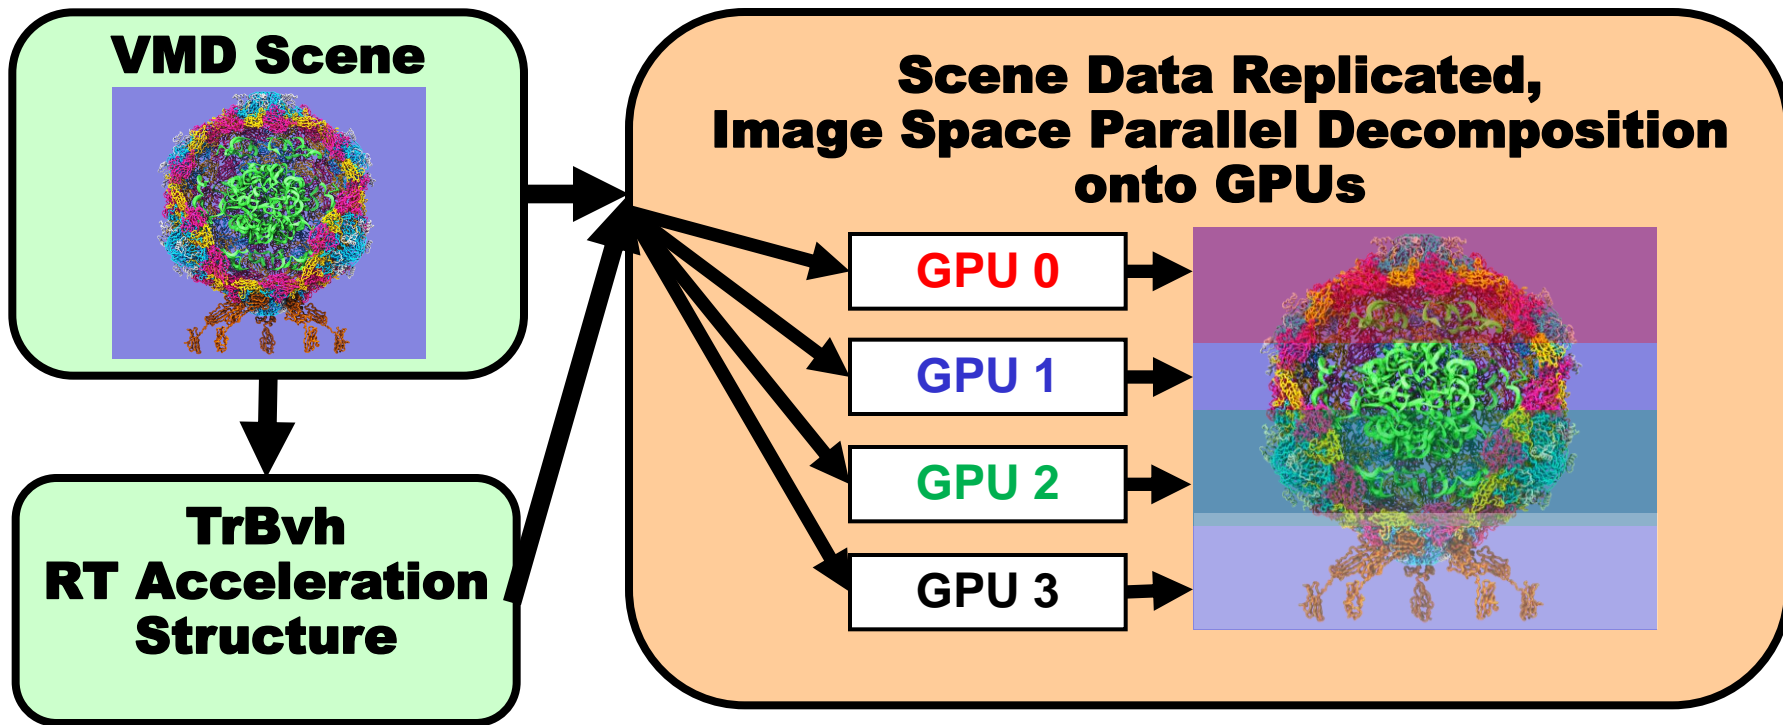 VMD Scene
TrBvh
RT Acceleration
Structure
Scene Data Replicated,
Image Space Parallel Decomposition
onto GPUs
GPU 0
GPU 1
GPU 2
GPU 3